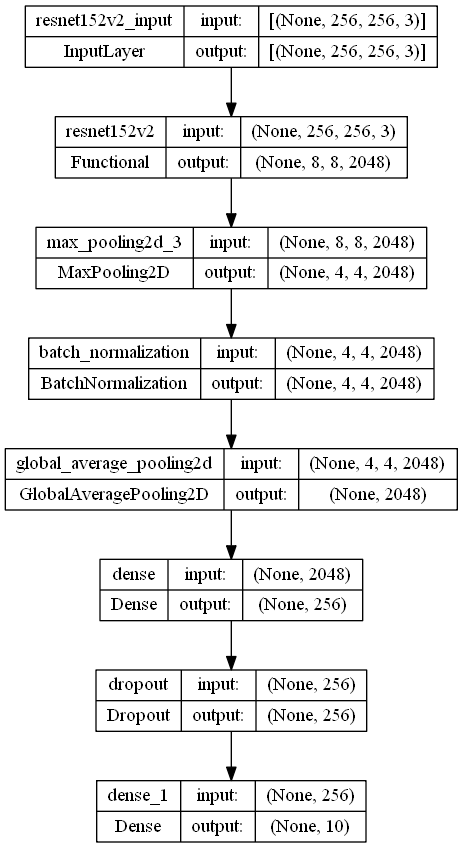 resnet152v2_input input: [(None, 256, 256, 3)]
InputLayer output: [(None, 256, 256, 3)]
resnet152v2 input: (None, 256, 256, 3)
Functional output: (None, 8, 8, 2048)
max_pooling2d_3 input: (None, 8, 8, 2048)
MaxPooling2D output: (None, 4, 4, 2048)
batch_normalization input: (None, 4, 4, 2048)
BatchNormalization output: (None, 4, 4, 2048)
global_average_pooling2d input: (None, 4, 4, 2048)
GlobalAveragePooling2D output: (None, 2048)
dense input: (None, 2048)
Dense output: (None, 256)
dropout input: (None, 256)
Dropout output: (None, 256)
dense_1 input: (None, 256)
Dense output: (None, 10)